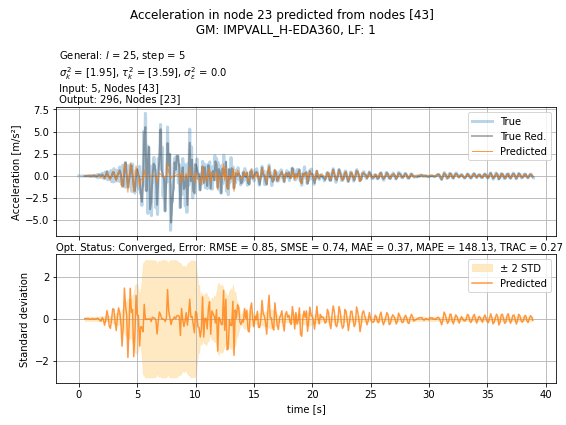 Acceleration in node 23 predicted from nodes [43]
GM: IMPVALL_H-EDA360, LF: 1
General: l = 25, step = 5
σ²ₖ = [1.95], τ²ₖ = [3.59], σ²ε = 0.0
Input: 5, Nodes [43]
Output: 296, Nodes [23]
Acceleration [m/s²]
7.5
5.0
2.5
0.0
−2.5
−5.0
True
True Red.
Predicted
Opt. Status: Converged, Error: RMSE = 0.85, SMSE = 0.74, MAE = 0.37, MAPE = 148.13, TRAC = 0.27
Standard deviation
2
0
−2
± 2 STD
Predicted
0 5 10 15 20 25 30 35 40
time [s]